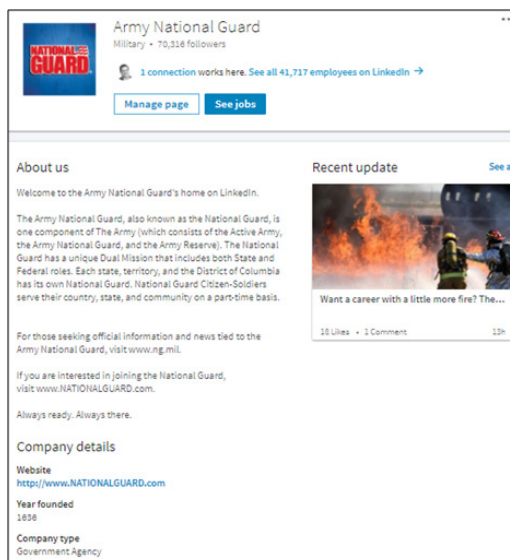 Army National Guard
Military • 70,316 followers
NATIONAL
GUARD
1 connection works here. See all 41,717 employees on LinkedIn →
Manage page
See jobs
About us
Welcome to the Army National Guard's home on LinkedIn.
The Army National Guard, also known as the National Guard, is
one component of The Army (which consists of the Active Army,
the Army National Guard, and the Army Reserve). The National
Guard has a unique Dual Mission that includes both State and
Federal roles. Each state, territory, and the District of Columbia
has its own National Guard. National Guard Citizen-Soldiers
serve their country, state, and community on a part-time basis.
For those seeking official information and news tied to the
Army National Guard, visit www.ng.mil.
If you are interested in joining the National Guard,
visit www.NATIONALGUARD.com.
Always ready. Always there.
Company details
Website
http://www.NATIONALGUARD.com
Year founded
1636
Company type
Government Agency
Recent update
See a
Want a career with a little more fire? The...
18 Likes • 1 Comment